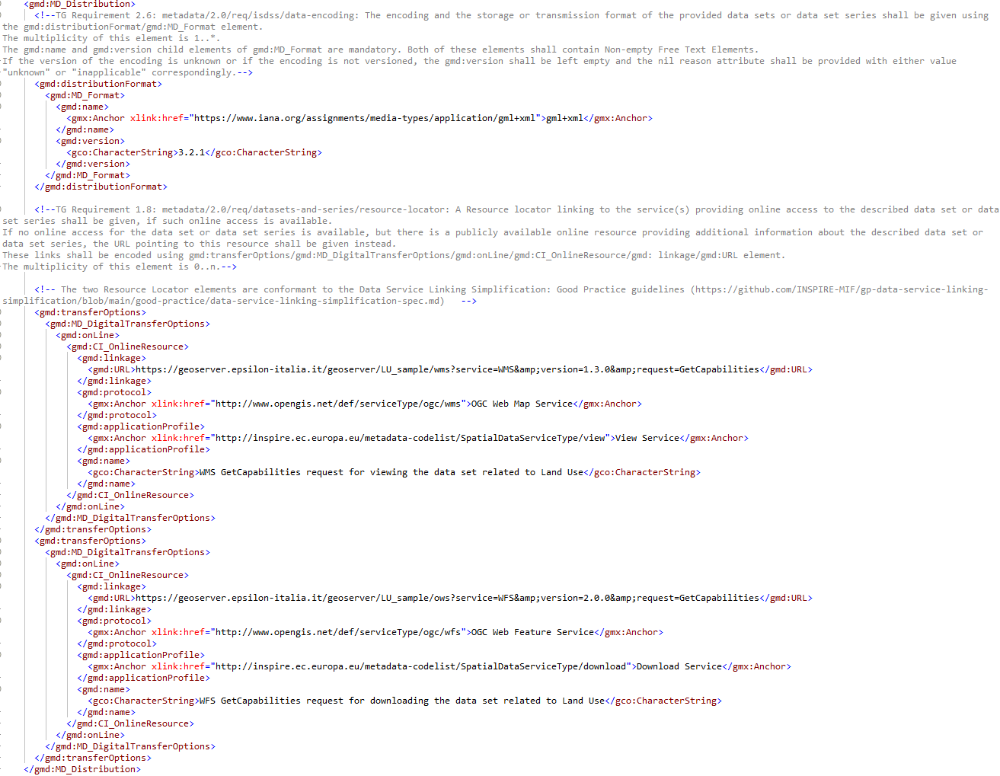 <gmd:MD_Distribution>
<!--TG Requirement 2.6: metadata/2.0/req/isdss/data-encoding: The encoding and the storage or transmission format of the provided data sets or data set series shall be given using
the gmd:distributionFormat/gmd:MD_Format element.
The multiplicity of this element is 1..*.
The gmd:name and gmd:version child elements of gmd:MD_Format are mandatory. Both of these elements shall contain Non-empty Free Text Elements.
If the version of the encoding is unknown or if the encoding is not versioned, the gmd:version shall be left empty and the nil reason attribute shall be provided with either value
"unknown" or "inapplicable" correspondingly.-->
<gmd:distributionFormat>
<gmd:MD_Format>
<gmd:name>
<gmx:Anchor xlink:href="https://www.iana.org/assignments/media-types/application/gml+xml">gml+xml</gmx:Anchor>
</gmd:name>
<gmd:version>
<gco:CharacterString>3.2.1</gco:CharacterString>
</gmd:version>
</gmd:MD_Format>
</gmd:distributionFormat>
<!--TG Requirement 1.8: metadata/2.0/req/datasets-and-series/resource-locator: A Resource locator linking to the service(s) providing online access to the described data set or data
set series shall be given, if such online access is available.
If no online access for the data set or data set series is available, but there is a publicly available online resource providing additional information about the described data set or
data set series, the URL pointing to this resource shall be given instead.
These links shall be encoded using gmd:transferOptions/gmd:MD_DigitalTransferOptions/gmd:onLine/gmd:CI_OnlineResource/gmd: linkage/gmd:URL element.
The multiplicity of this element is 0..n.-->
<!-- The two Resource Locator elements are conformant to the Data Service Linking Simplification: Good Practice guidelines (https://github.com/INSPIRE-MIF/gp-data-service-linking-
simplification/blob/main/good-practice/data-service-linking-simplification-spec.md)   -->
<gmd:transferOptions>
<gmd:MD_DigitalTransferOptions>
<gmd:onLine>
<gmd:CI_OnlineResource>
<gmd:linkage>
<gmd:URL>https://geoserver.epsilon-italia.it/geoserver/LU_sample/wms?service=WMS&amp;version=1.3.0&amp;request=GetCapabilities</gmd:URL>
</gmd:linkage>
<gmd:protocol>
<gmx:Anchor xlink:href="http://www.opengis.net/def/serviceType/ogc/wms">OGC Web Map Service</gmx:Anchor>
</gmd:protocol>
<gmd:applicationProfile>
<gmx:Anchor xlink:href="http://inspire.ec.europa.eu/metadata-codelist/SpatialDataServiceType/view">View Service</gmx:Anchor>
</gmd:applicationProfile>
<gmd:name>
<gco:CharacterString>WMS GetCapabilities request for viewing the data set related to Land Use</gco:CharacterString>
</gmd:name>
</gmd:CI_OnlineResource>
</gmd:onLine>
</gmd:MD_DigitalTransferOptions>
</gmd:transferOptions>
<gmd:transferOptions>
<gmd:MD_DigitalTransferOptions>
<gmd:onLine>
<gmd:CI_OnlineResource>
<gmd:linkage>
<gmd:URL>https://geoserver.epsilon-italia.it/geoserver/LU_sample/ows?service=WFS&amp;version=2.0.0&amp;request=GetCapabilities</gmd:URL>
</gmd:linkage>
<gmd:protocol>
<gmx:Anchor xlink:href="http://www.opengis.net/def/serviceType/ogc/wfs">OGC Web Feature Service</gmx:Anchor>
</gmd:protocol>
<gmd:applicationProfile>
<gmx:Anchor xlink:href="http://inspire.ec.europa.eu/metadata-codelist/SpatialDataServiceType/download">Download Service</gmx:Anchor>
</gmd:applicationProfile>
<gmd:name>
<gco:CharacterString>WFS GetCapabilities request for downloading the data set related to Land Use</gco:CharacterString>
</gmd:name>
</gmd:CI_OnlineResource>
</gmd:onLine>
</gmd:MD_DigitalTransferOptions>
</gmd:transferOptions>
</gmd:MD_Distribution>